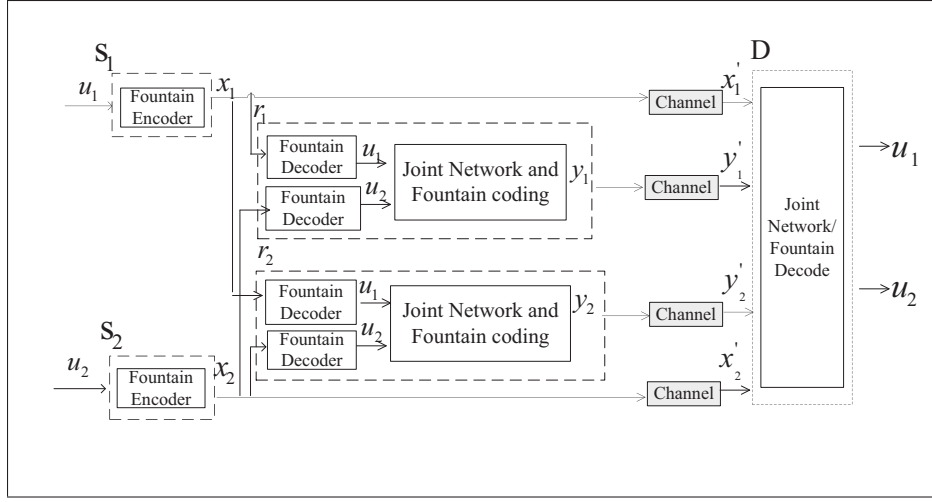 S1
u1
Fountain
Encoder
x1
r1
Fountain
Decoder
u1
Fountain
Decoder
u2
Joint Network and
Fountain coding
y1
r2
Fountain
Decoder
u1
Fountain
Decoder
u2
Joint Network and
Fountain coding
y2
S2
u2
Fountain
Encoder
x2
Channel
x'1
Channel
y'1
Channel
y'2
Channel
x'2
D
Joint
Network/
Fountain
Decode
u1
u2